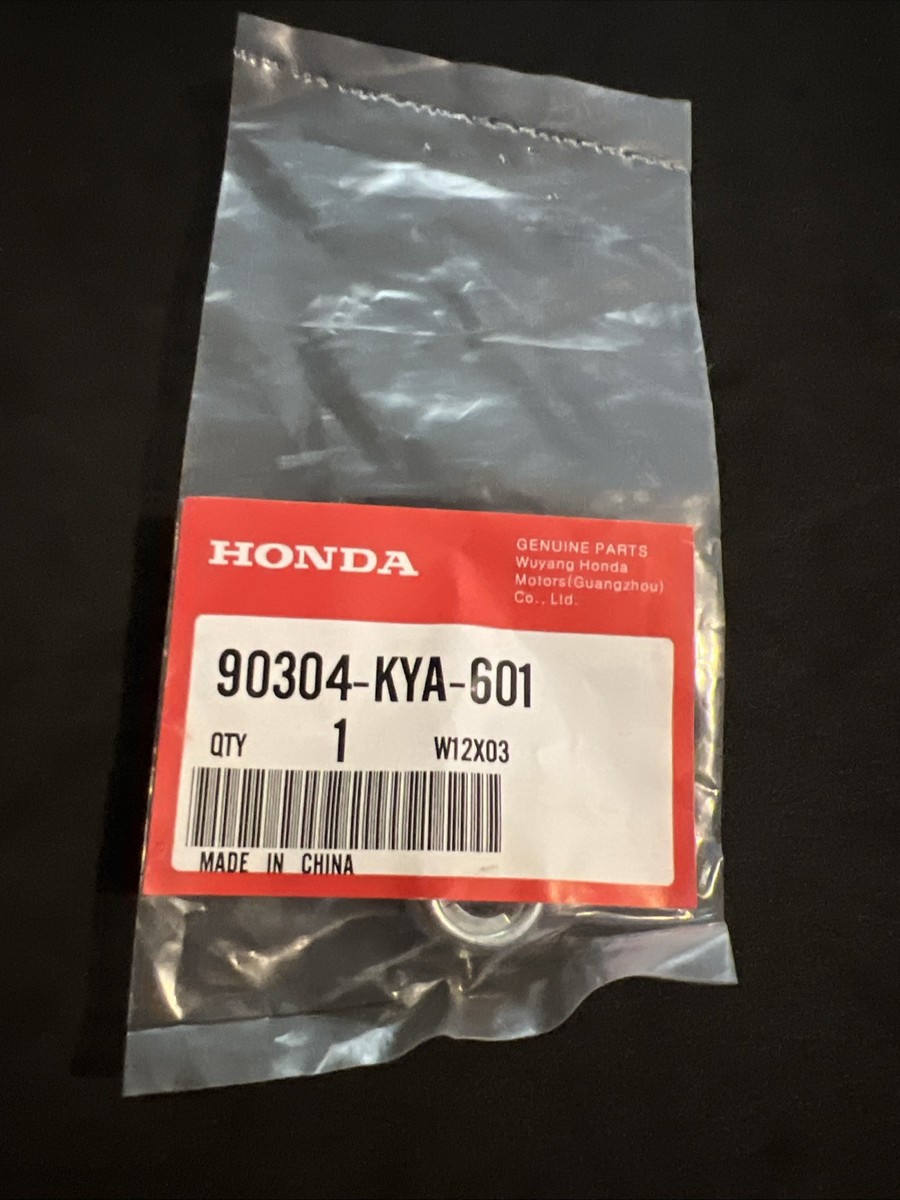 HONDA
GENUINE PARTS
Wuyang Honda
Motors(Guangzhou)
Co., Ltd.
90304-KYA-601
QTY 1 W12X03
MADE IN CHINA